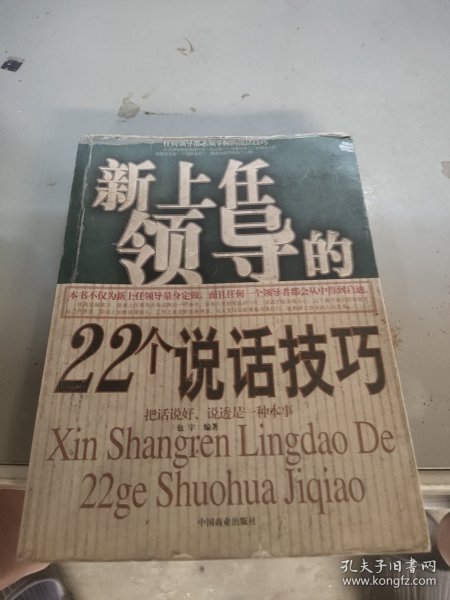 任何领导都必须掌握的说话技巧
新上任
领导的
本书不仅为新上任领导量身定做，而且任何一个领导者都会从中得到启迪
22个说话技巧
把话说好、说透是一种本事
包宇 编著
Xin Shangren Lingdao De
22ge Shuohua Jiqiao
中国商业出版社
孔夫子旧书网
www.kongfz.com